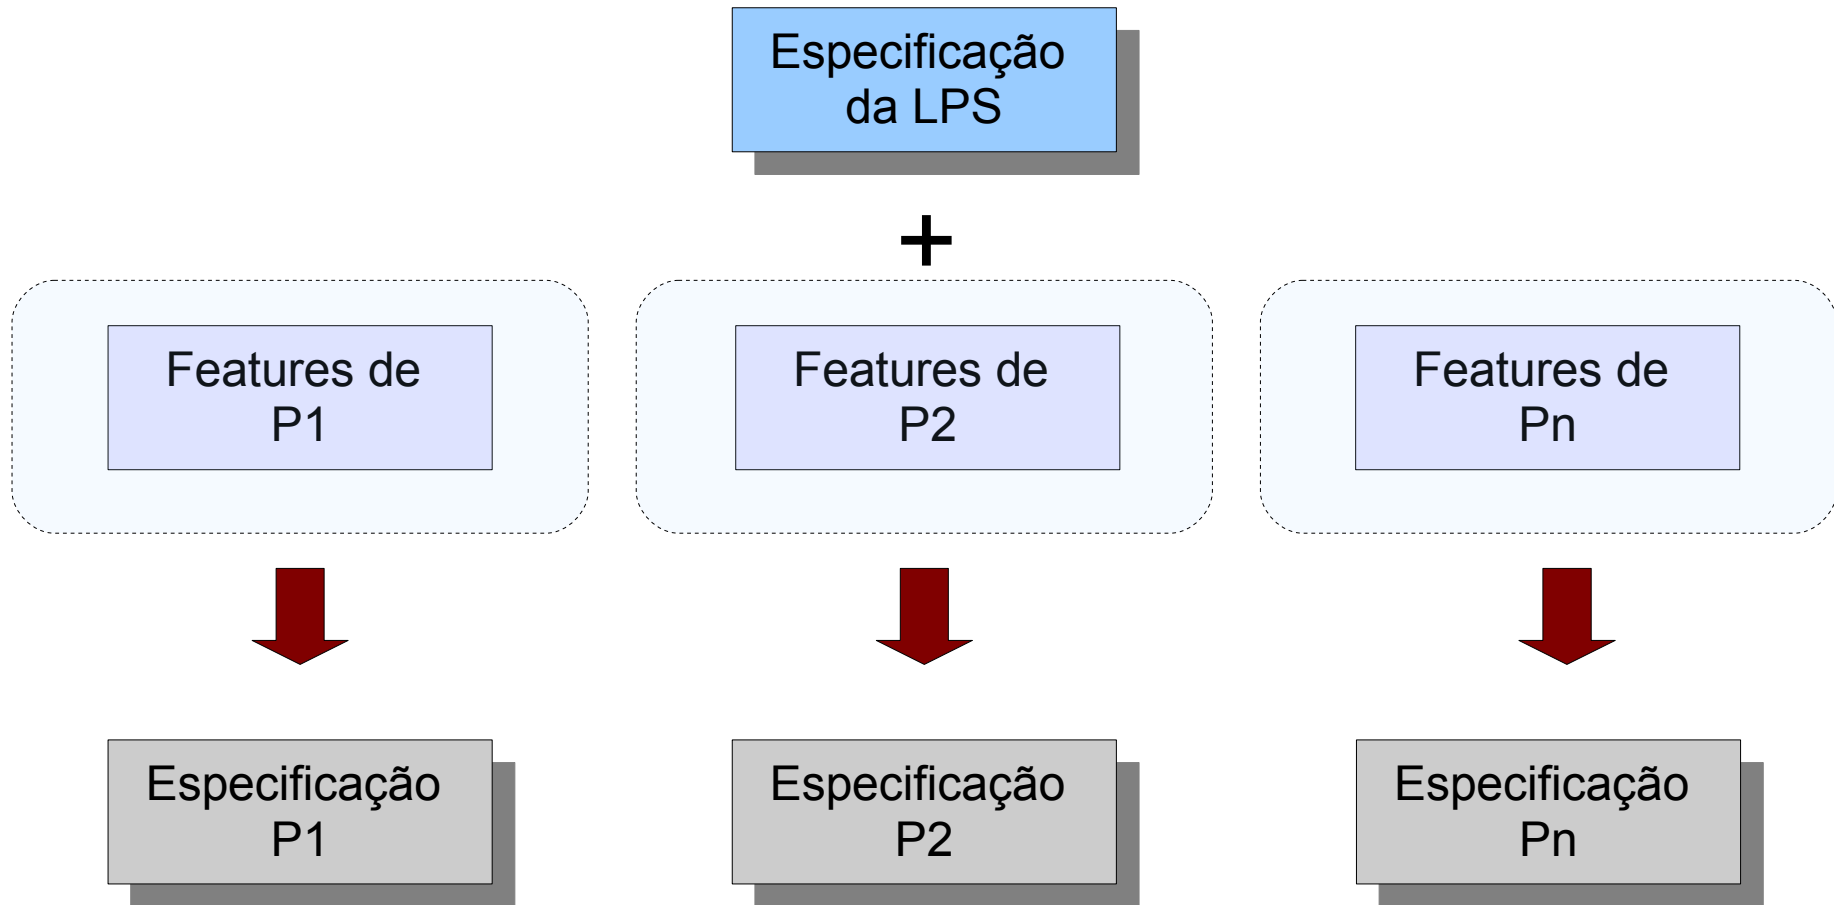 Especificação
da LPS
+
Features de
P1
Features de
P2
Features de
Pn
Especificação
P1
Especificação
P2
Especificação
Pn